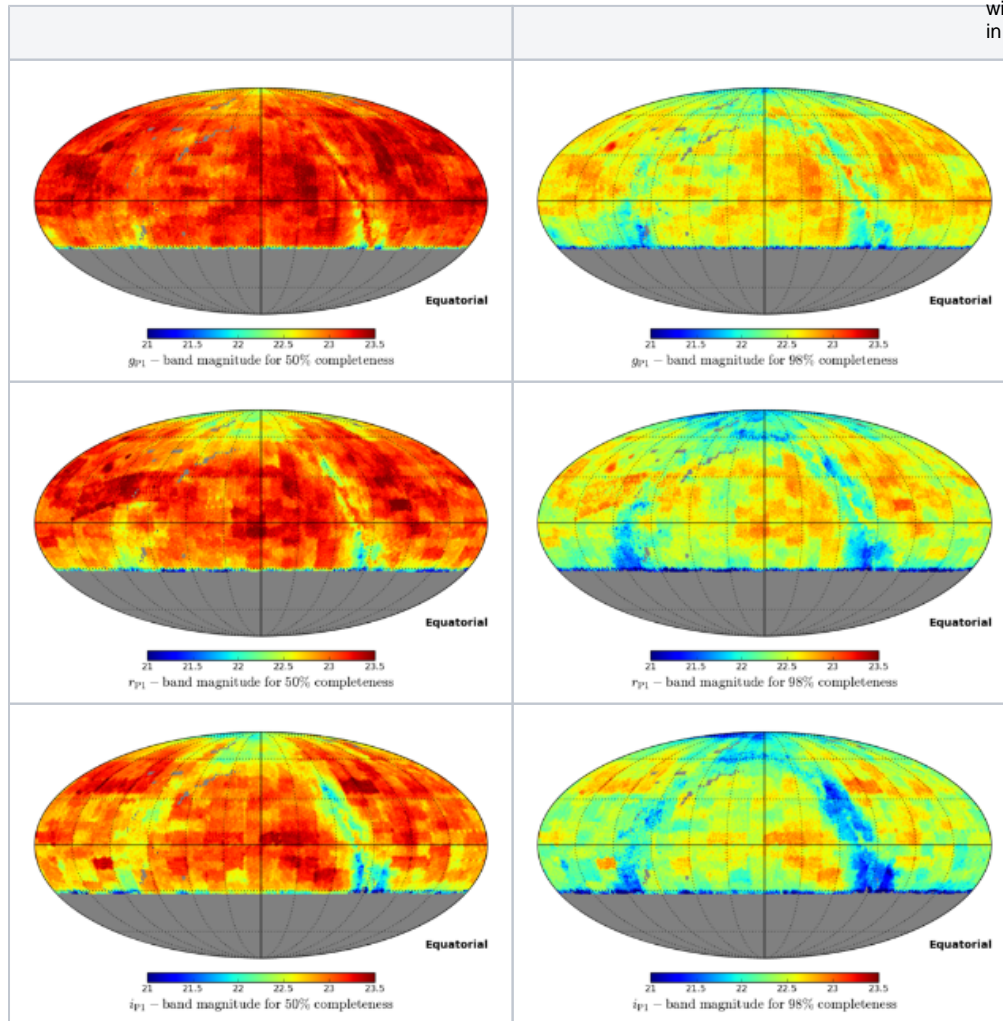 wi
in
Equatorial
Equatorial
21 21.5 22 22.5 23 23.5
21 21.5 22 22.5 23 23.5
gP1 − band magnitude for 50% completeness
gP1 − band magnitude for 98% completeness
Equatorial
Equatorial
21 21.5 22 22.5 23 23.5
21 21.5 22 22.5 23 23.5
rP1 − band magnitude for 50% completeness
rP1 − band magnitude for 98% completeness
Equatorial
Equatorial
21 21.5 22 22.5 23 23.5
21 21.5 22 22.5 23 23.5
iP1 − band magnitude for 50% completeness
iP1 − band magnitude for 98% completeness